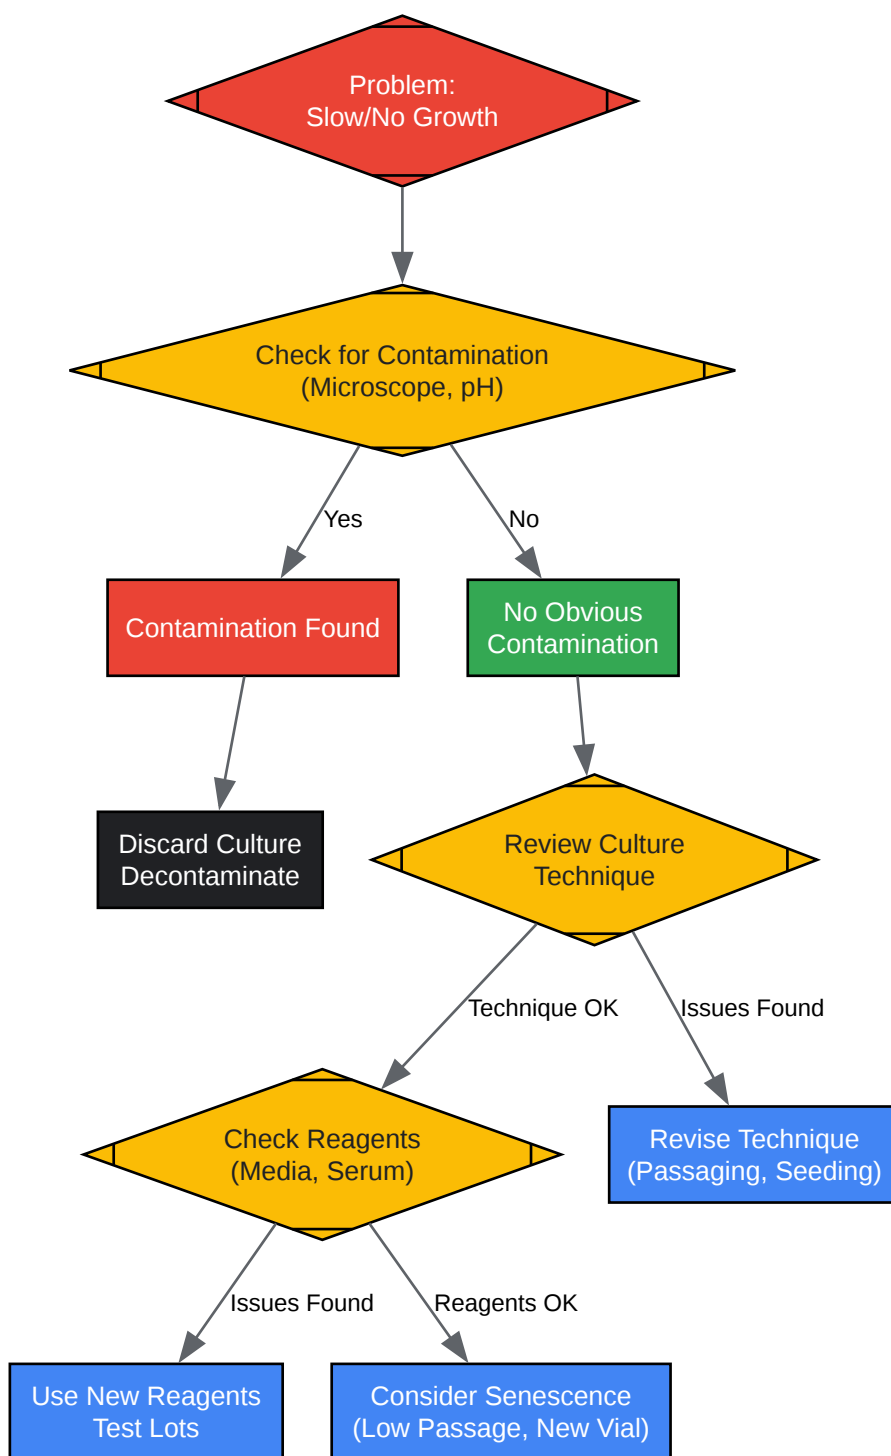 Problem:
Slow/No Growth
Check for Contamination
(Microscope, pH)
Yes
No
Contamination Found
No Obvious
Contamination
Discard Culture
Decontaminate
Review Culture
Technique
Technique OK
Issues Found
Check Reagents
(Media, Serum)
Revise Technique
(Passaging, Seeding)
Issues Found
Reagents OK
Use New Reagents
Test Lots
Consider Senescence
(Low Passage, New Vial)